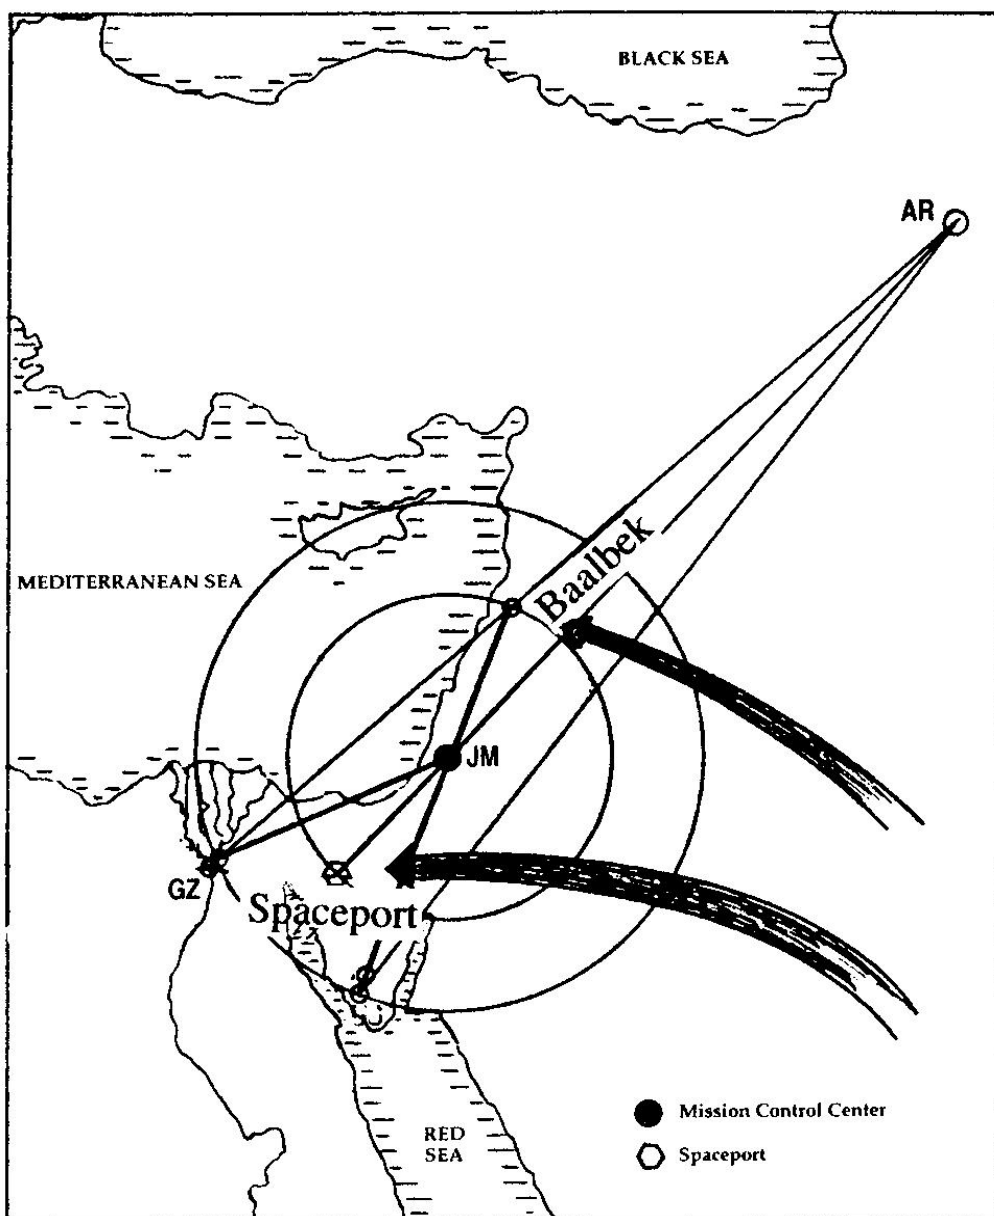 BLACK SEA
AR
Baalbek
MEDITERRANEAN SEA
JM
GZ
Spaceport
Mission Control Center
RED
SEA
Spaceport